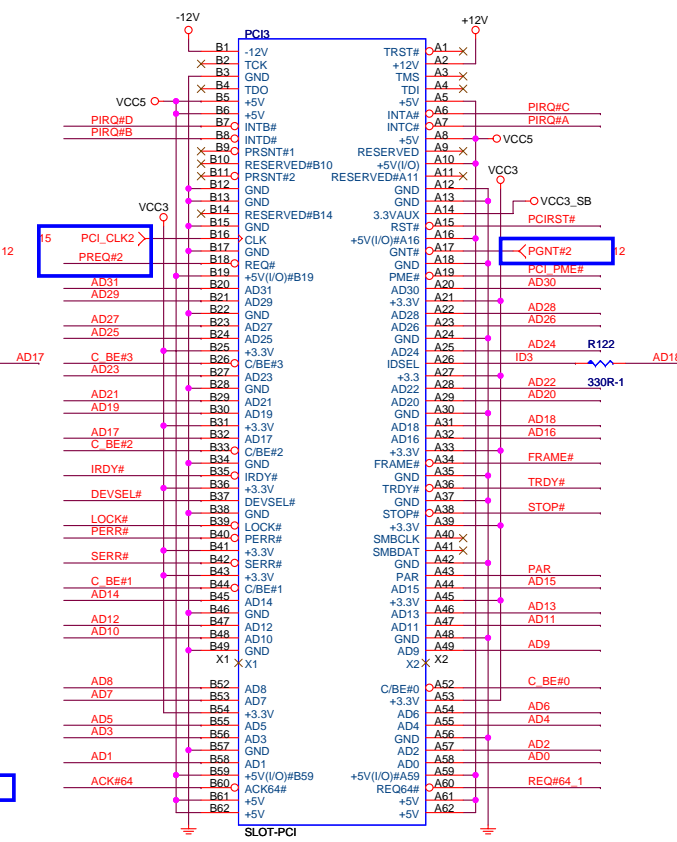 -12V +12V
PCI3
B1 -12V TRST# A1
B2 TCK +12V A2
B3 GND TMS A3
B4 TDO TDI A4
VCC5 B5 +5V +5V A5
B6 +5V INTA# A6 PIRQ#C
PIRQ#D B7 INTB# INTC# A7 PIRQ#A
PIRQ#B B8 INTD# +5V A8 VCC5
B9 PRSNT#1 RESERVED A9
B10 RESERVED#B10 +5V(I/O) A10
B11 PRSNT#2 RESERVED#A11 A11 VCC3
B12 GND GND A12
B13 GND GND A13
VCC3 B14 RESERVED#B14 3.3VAUX A14 VCC3_SB
B15 GND RST# A15 PCIRST#
15 PCI_CLK2 B16 CLK +5V(I/O)#A16 A16
12 B17 GND GNT# A17 PGNT#2 12
PREQ#2 B18 REQ# GND A18
B19 +5V(I/O)#B19 PME# A19 PCI_PME#
AD31 B20 AD31 AD30 A20 AD30
AD29 B21 AD29 +3.3V A21
B22 GND AD28 A22 AD28
AD27 B23 AD27 AD26 A23 AD26
AD25 B24 AD25 GND A24
B25 +3.3V AD24 A25 AD24 R122
AD17 C_BE#3 B26 C/BE#3 IDSEL A26 ID3 AD18
AD23 B27 AD23 +3.3 A27 330R-1
B28 GND AD22 A28 AD22
AD21 B29 AD21 AD20 A29 AD20
AD19 B30 AD19 GND A30
B31 +3.3V AD18 A31 AD18
AD17 B32 AD17 AD16 A32 AD16
C_BE#2 B33 C/BE#2 +3.3V A33
B34 GND FRAME# A34 FRAME#
IRDY# B35 IRDY# GND A35
B36 +3.3V TRDY# A36 TRDY#
DEVSEL# B37 DEVSEL# GND A37
B38 GND STOP# A38 STOP#
LOCK# B39 LOCK# +3.3V A39
PERR# B40 PERR# SMBCLK A40
B41 +3.3V SMBDAT A41
SERR# B42 SERR# GND A42
B43 +3.3V PAR A43 PAR
C_BE#1 B44 C/BE#1 AD15 A44 AD15
AD14 B45 AD14 +3.3V A45
B46 GND AD13 A46 AD13
AD12 B47 AD12 AD11 A47 AD11
AD10 B48 AD10 GND A48
B49 GND AD9 A49 AD9
X1 X1 X2 X2
AD8 B52 AD8 C/BE#0 A52 C_BE#0
AD7 B53 AD7 +3.3V A53
B54 +3.3V AD6 A54 AD6
AD5 B55 AD5 AD4 A55 AD4
AD3 B56 AD3 GND A56
B57 GND AD2 A57 AD2
AD1 B58 AD1 AD0 A58 AD0
B59 +5V(I/O)#B59 +5V(I/O)#A59 A59
ACK#64 B60 ACK64# REQ64# A60 REQ#64_1
B61 +5V +5V A61
B62 +5V +5V A62
SLOT-PCI